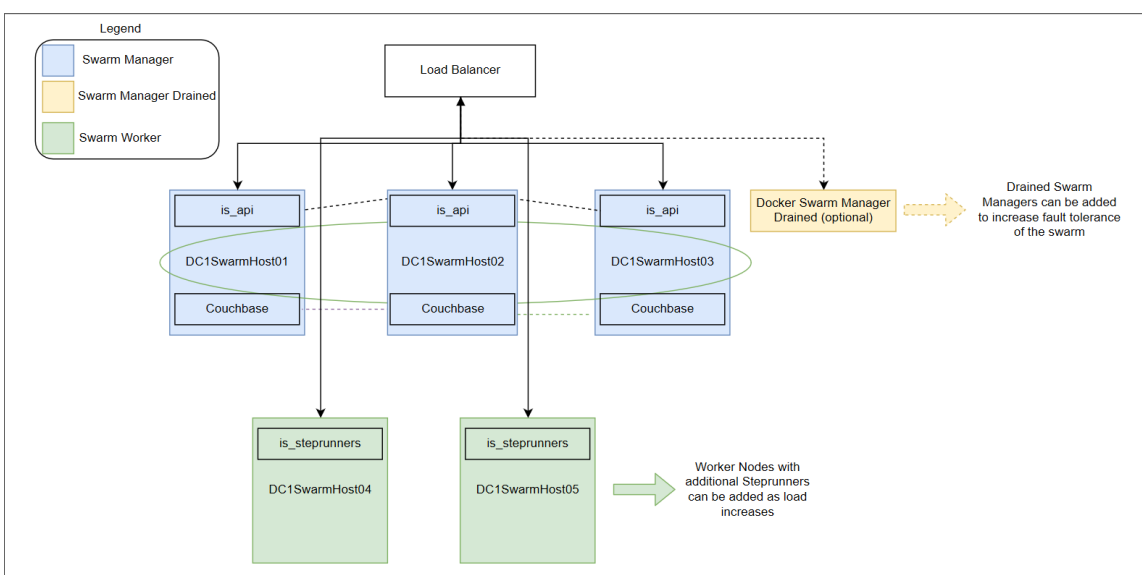 Legend
Swarm Manager
Swarm Manager Drained
Swarm Worker
Load Balancer
is_api
is_api
is_api
DC1SwarmHost01
DC1SwarmHost02
DC1SwarmHost03
Couchbase
Couchbase
Couchbase
Docker Swarm Manager
Drained (optional)
Drained Swarm
Managers can be added
to increase fault tolerance
of the swarm
is_steprunners
is_steprunners
DC1SwarmHost04
DC1SwarmHost05
Worker Nodes with
additional Steprunners
can be added as load
increases